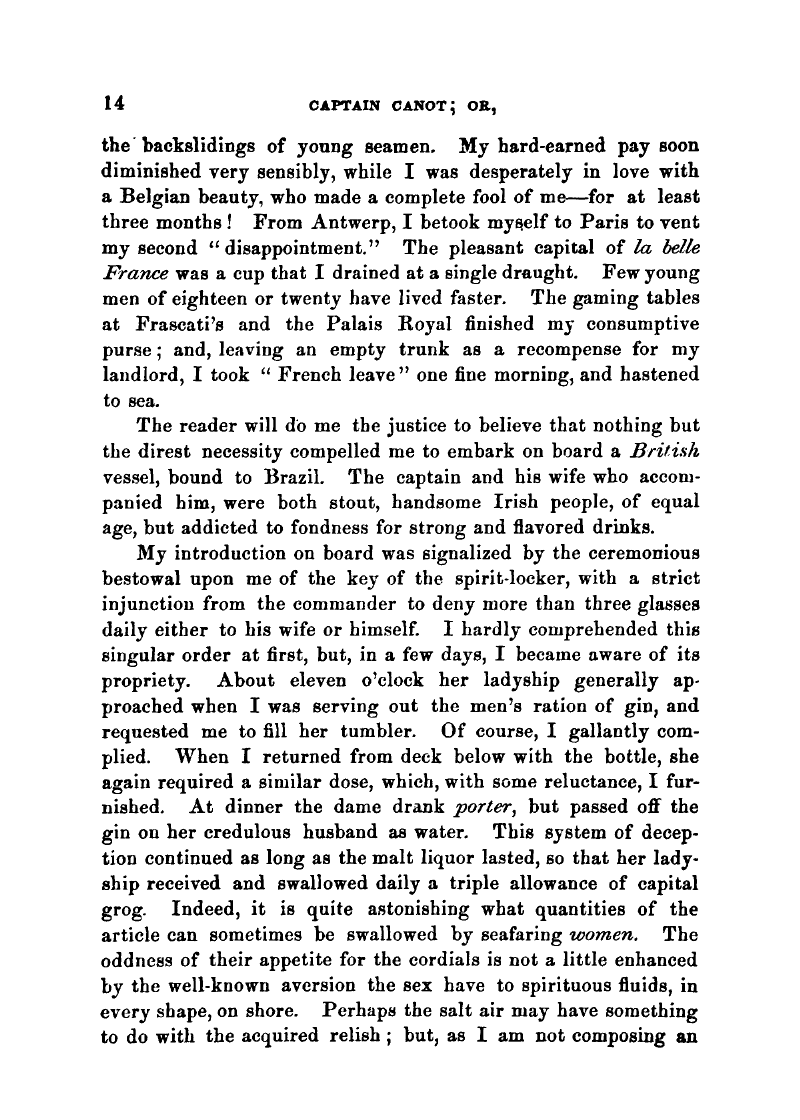 14 CAPTAIN CANOT; OR,
the backslidings of young seamen. My hard-earned pay soon
diminished very sensibly, while I was desperately in love with
a Belgian beauty, who made a complete fool of me—for at least
three months! From Antwerp, I betook myself to Paris to vent
my second "disappointment." The pleasant capital of la belle
France was a cup that I drained at a single draught. Few young
men of eighteen or twenty have lived faster. The gaming tables
at Frascati's and the Palais Royal finished my consumptive
purse; and, leaving an empty trunk as a recompense for my
landlord, I took "French leave" one fine morning, and hastened
to sea.
The reader will do me the justice to believe that nothing but
the direst necessity compelled me to embark on board a British
vessel, bound to Brazil. The captain and his wife who accom-
panied him, were both stout, handsome Irish people, of equal
age, but addicted to fondness for strong and flavored drinks.
My introduction on board was signalized by the ceremonious
bestowal upon me of the key of the spirit-locker, with a strict
injunction from the commander to deny more than three glasses
daily either to his wife or himself. I hardly comprehended this
singular order at first, but, in a few days, I became aware of its
propriety. About eleven o'clock her ladyship generally ap-
proached when I was serving out the men's ration of gin, and
requested me to fill her tumbler. Of course, I gallantly com-
plied. When I returned from deck below with the bottle, she
again required a similar dose, which, with some reluctance, I fur-
nished. At dinner the dame drank porter, but passed off the
gin on her credulous husband as water. This system of decep-
tion continued as long as the malt liquor lasted, so that her lady-
ship received and swallowed daily a triple allowance of capital
grog. Indeed, it is quite astonishing what quantities of the
article can sometimes be swallowed by seafaring women. The
oddness of their appetite for the cordials is not a little enhanced
by the well-known aversion the sex have to spirituous fluids, in
every shape, on shore. Perhaps the salt air may have something
to do with the acquired relish; but, as I am not composing an